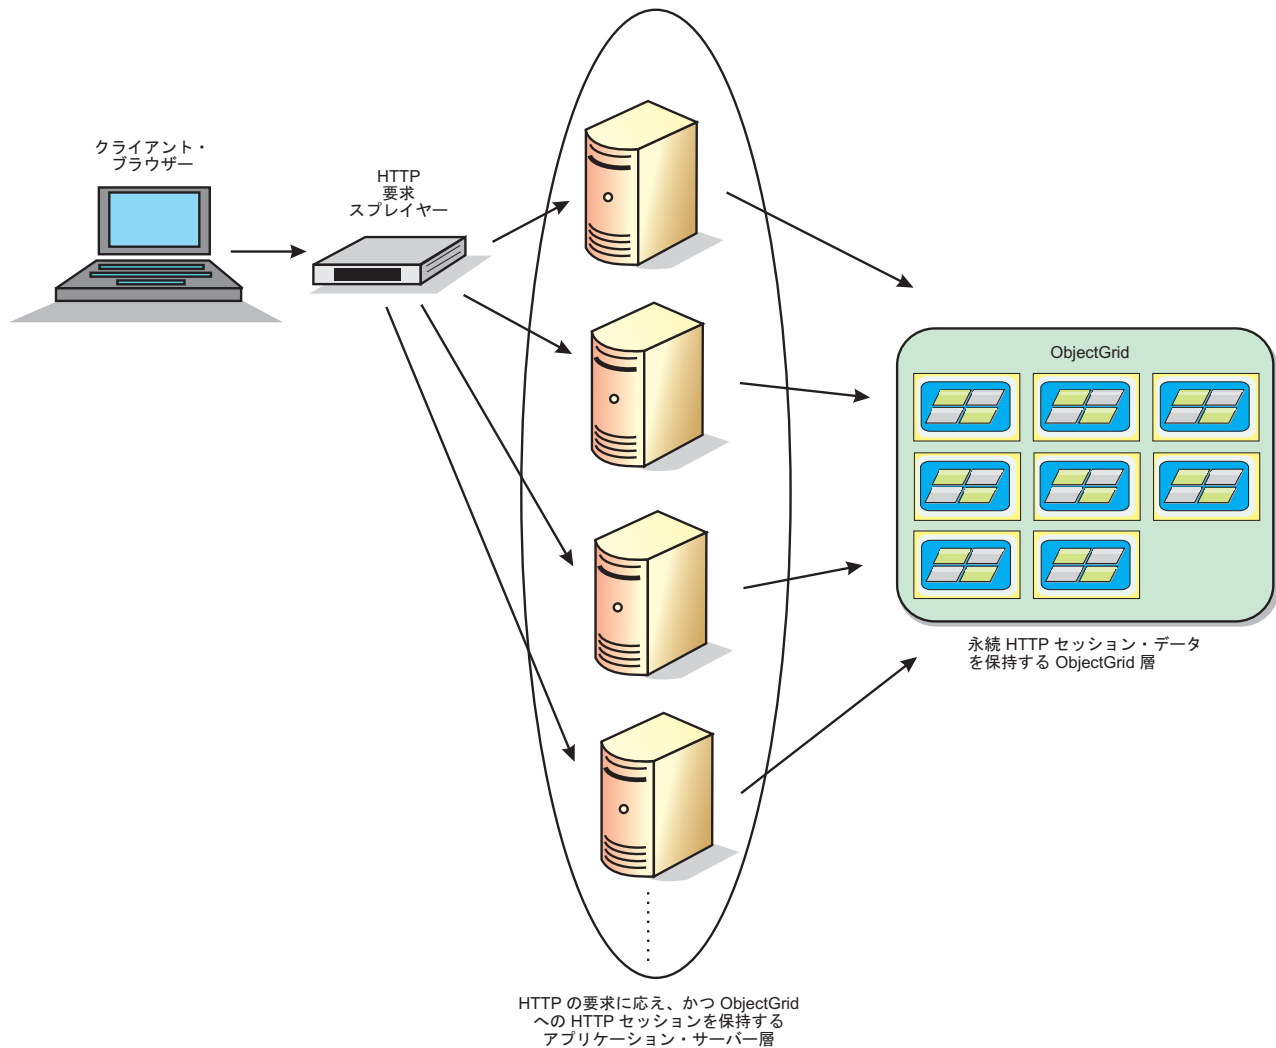 クライアント・
ブラウザー
HTTP
要求
スプレイヤー
ObjectGrid
永続 HTTP セッション・データ
を保持する ObjectGrid 層
HTTP の要求に応え、かつ ObjectGrid
への HTTP セッションを保持する
アプリケーション・サーバー層